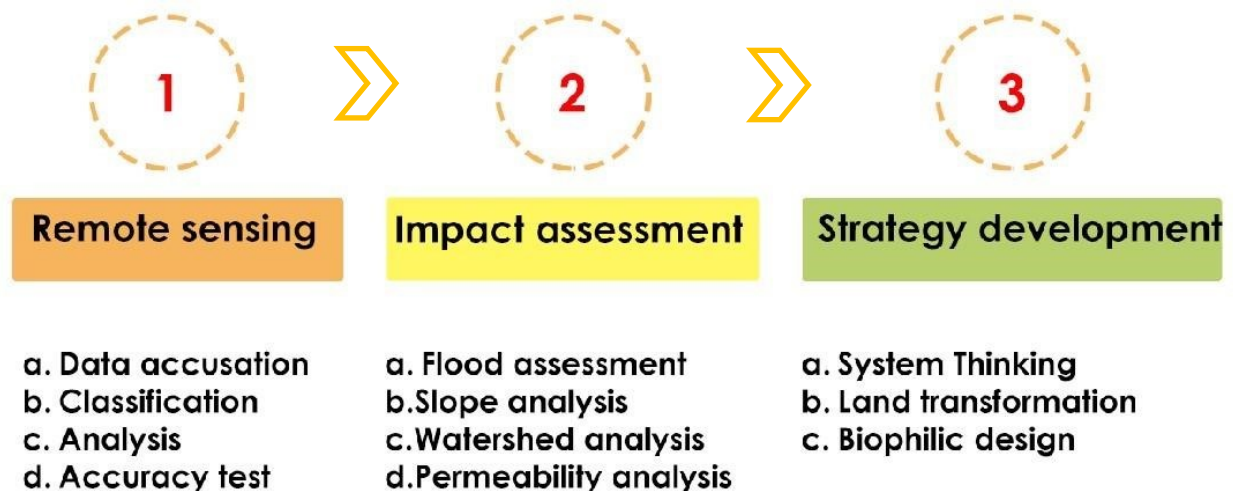 1
2
3
Remote sensing
Impact assessment
Strategy development
a. Data accusation
b. Classification
c. Analysis
d. Accuracy test
a. Flood assessment
b.Slope analysis
c.Watershed analysis
d.Permeability analysis
a. System Thinking
b. Land transformation
c. Biophilic design